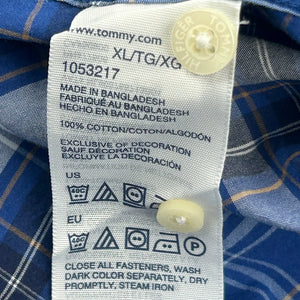 www.tommy.com
XL/TG/XG
1053217
MADE IN BANGLADESH
FABRIQUÉ AU BANGLADESH
HECHO EN BANGLADESH
100% COTTON/COTON/ALGODÓN
EXCLUSIVE OF DECORATION
EXCLUYE LA DECORACIÓN
US
EU
CLOSE ALL FASTENERS, WASH
DARK COLOR SEPARATELY, DRY
PROMPTLY, STEAM IRON